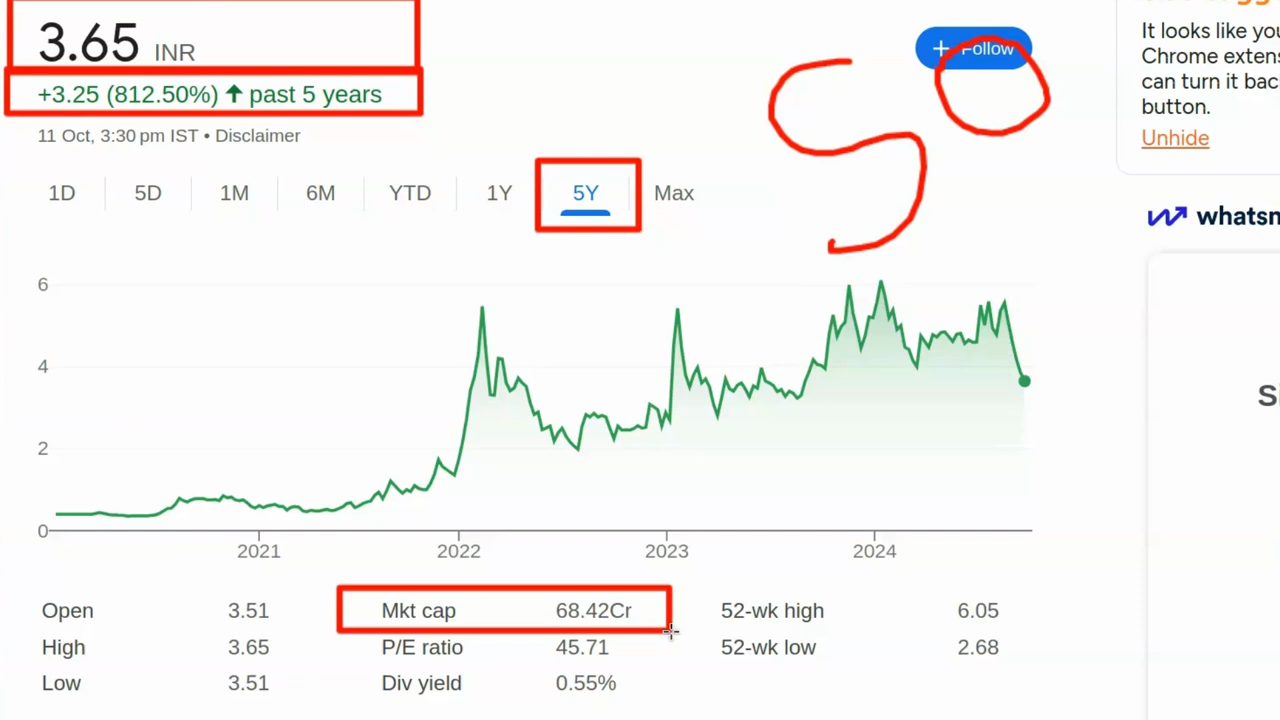 3.65 INR
+ Follow
+3.25 (812.50%) ↑ past 5 years
11 Oct, 3:30 pm IST • Disclaimer
1D 5D 1M 6M YTD 1Y 5Y Max
6
4
2
0
2021 2022 2023 2024
Open 3.51 Mkt cap 68.42Cr 52-wk high 6.05
High 3.65 P/E ratio 45.71 52-wk low 2.68
Low 3.51 Div yield 0.55%
It looks like you
Chrome extens
can turn it bac
button.
Unhide
whatsm